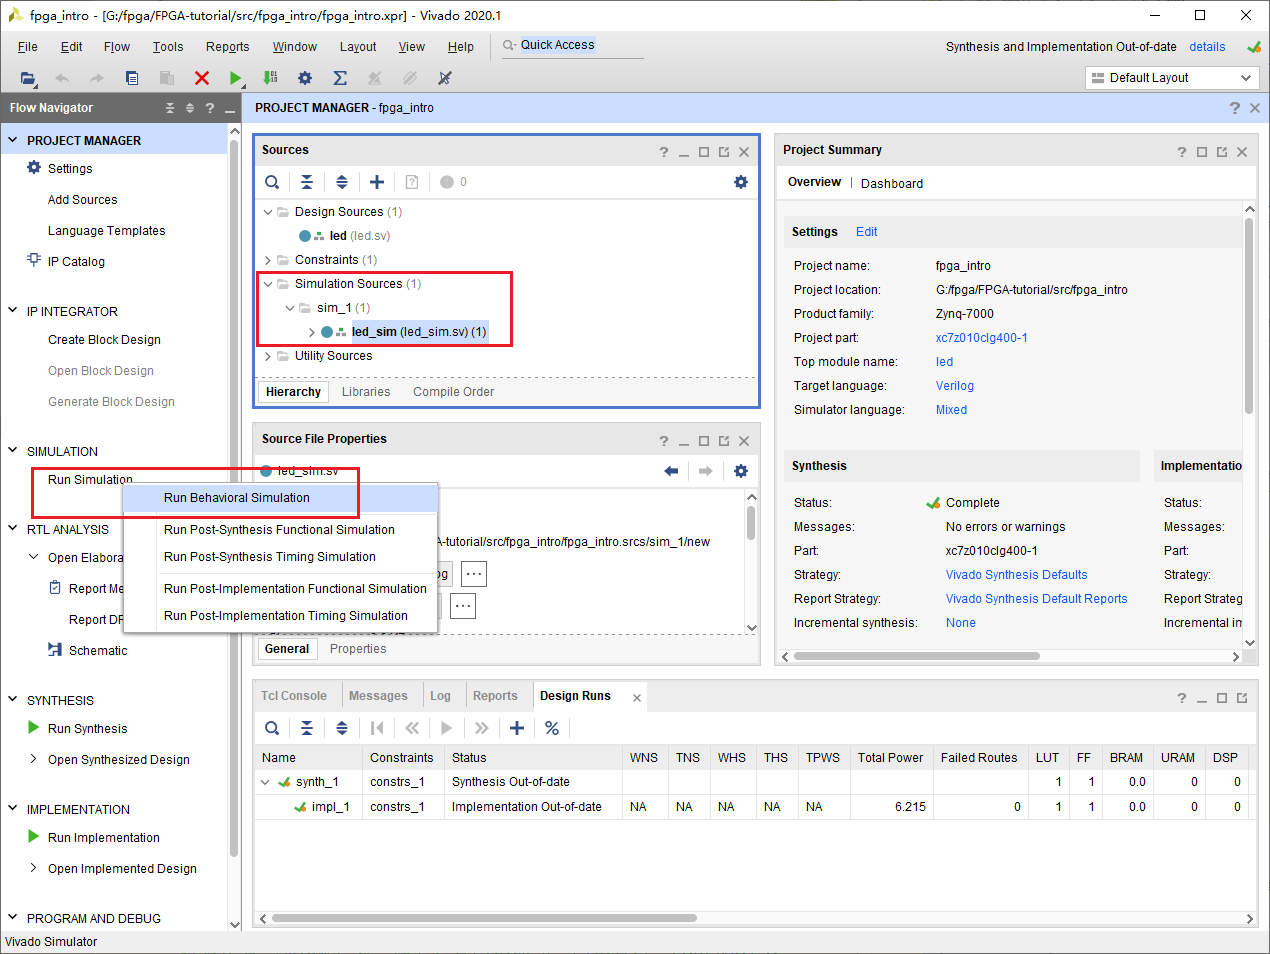 fpga_intro - [G:/fpga/FPGA-tutorial/src/fpga_intro/fpga_intro.xpr] - Vivado 2020.1
File Edit Flow Tools Reports Window Layout View Help Quick Access
Synthesis and Implementation Out-of-date details
Default Layout
Flow Navigator
PROJECT MANAGER
Settings
Add Sources
Language Templates
IP Catalog
IP INTEGRATOR
Create Block Design
Open Block Design
Generate Block Design
SIMULATION
Run Simulation
Run Behavioral Simulation
Run Post-Synthesis Functional Simulation
Run Post-Synthesis Timing Simulation
Run Post-Implementation Functional Simulation
Run Post-Implementation Timing Simulation
RTL ANALYSIS
Open Elabora
Report Me
Report DR
Schematic
SYNTHESIS
Run Synthesis
Open Synthesized Design
IMPLEMENTATION
Run Implementation
Open Implemented Design
PROGRAM AND DEBUG
PROJECT MANAGER - fpga_intro
Sources
0
Design Sources (1)
led (led.sv)
Constraints (1)
Simulation Sources (1)
sim_1 (1)
led_sim (led_sim.sv) (1)
Utility Sources
Hierarchy Libraries Compile Order
Source File Properties
led_sim.sv
A-tutorial/src/fpga_intro/fpga_intro.srcs/sim_1/new
og ...
...
General Properties
Project Summary
Overview | Dashboard
Settings Edit
Project name: fpga_intro
Project location: G:/fpga/FPGA-tutorial/src/fpga_intro
Product family: Zynq-7000
Project part: xc7z010clg400-1
Top module name: led
Target language: Verilog
Simulator language: Mixed
Synthesis Implementatio
Status: Complete Status:
Messages: No errors or warnings Messages:
Part: xc7z010clg400-1 Part:
Strategy: Vivado Synthesis Defaults Strategy:
Report Strategy: Vivado Synthesis Default Reports Report Strateg
Incremental synthesis: None Incremental im
Tcl Console Messages Log Reports Design Runs
Name Constraints Status WNS TNS WHS THS TPWS Total Power Failed Routes LUT FF BRAM URAM DSP
synth_1 constrs_1 Synthesis Out-of-date 1 1 0.0 0 0
impl_1 constrs_1 Implementation Out-of-date NA NA NA NA NA 6.215 0 1 1 0.0 0 0
Vivado Simulator